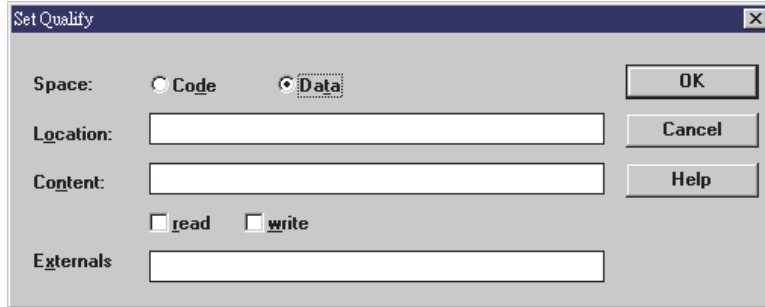 Set Qualify
Space: Code Data OK
Location: Cancel
Content: Help
read write
Externals